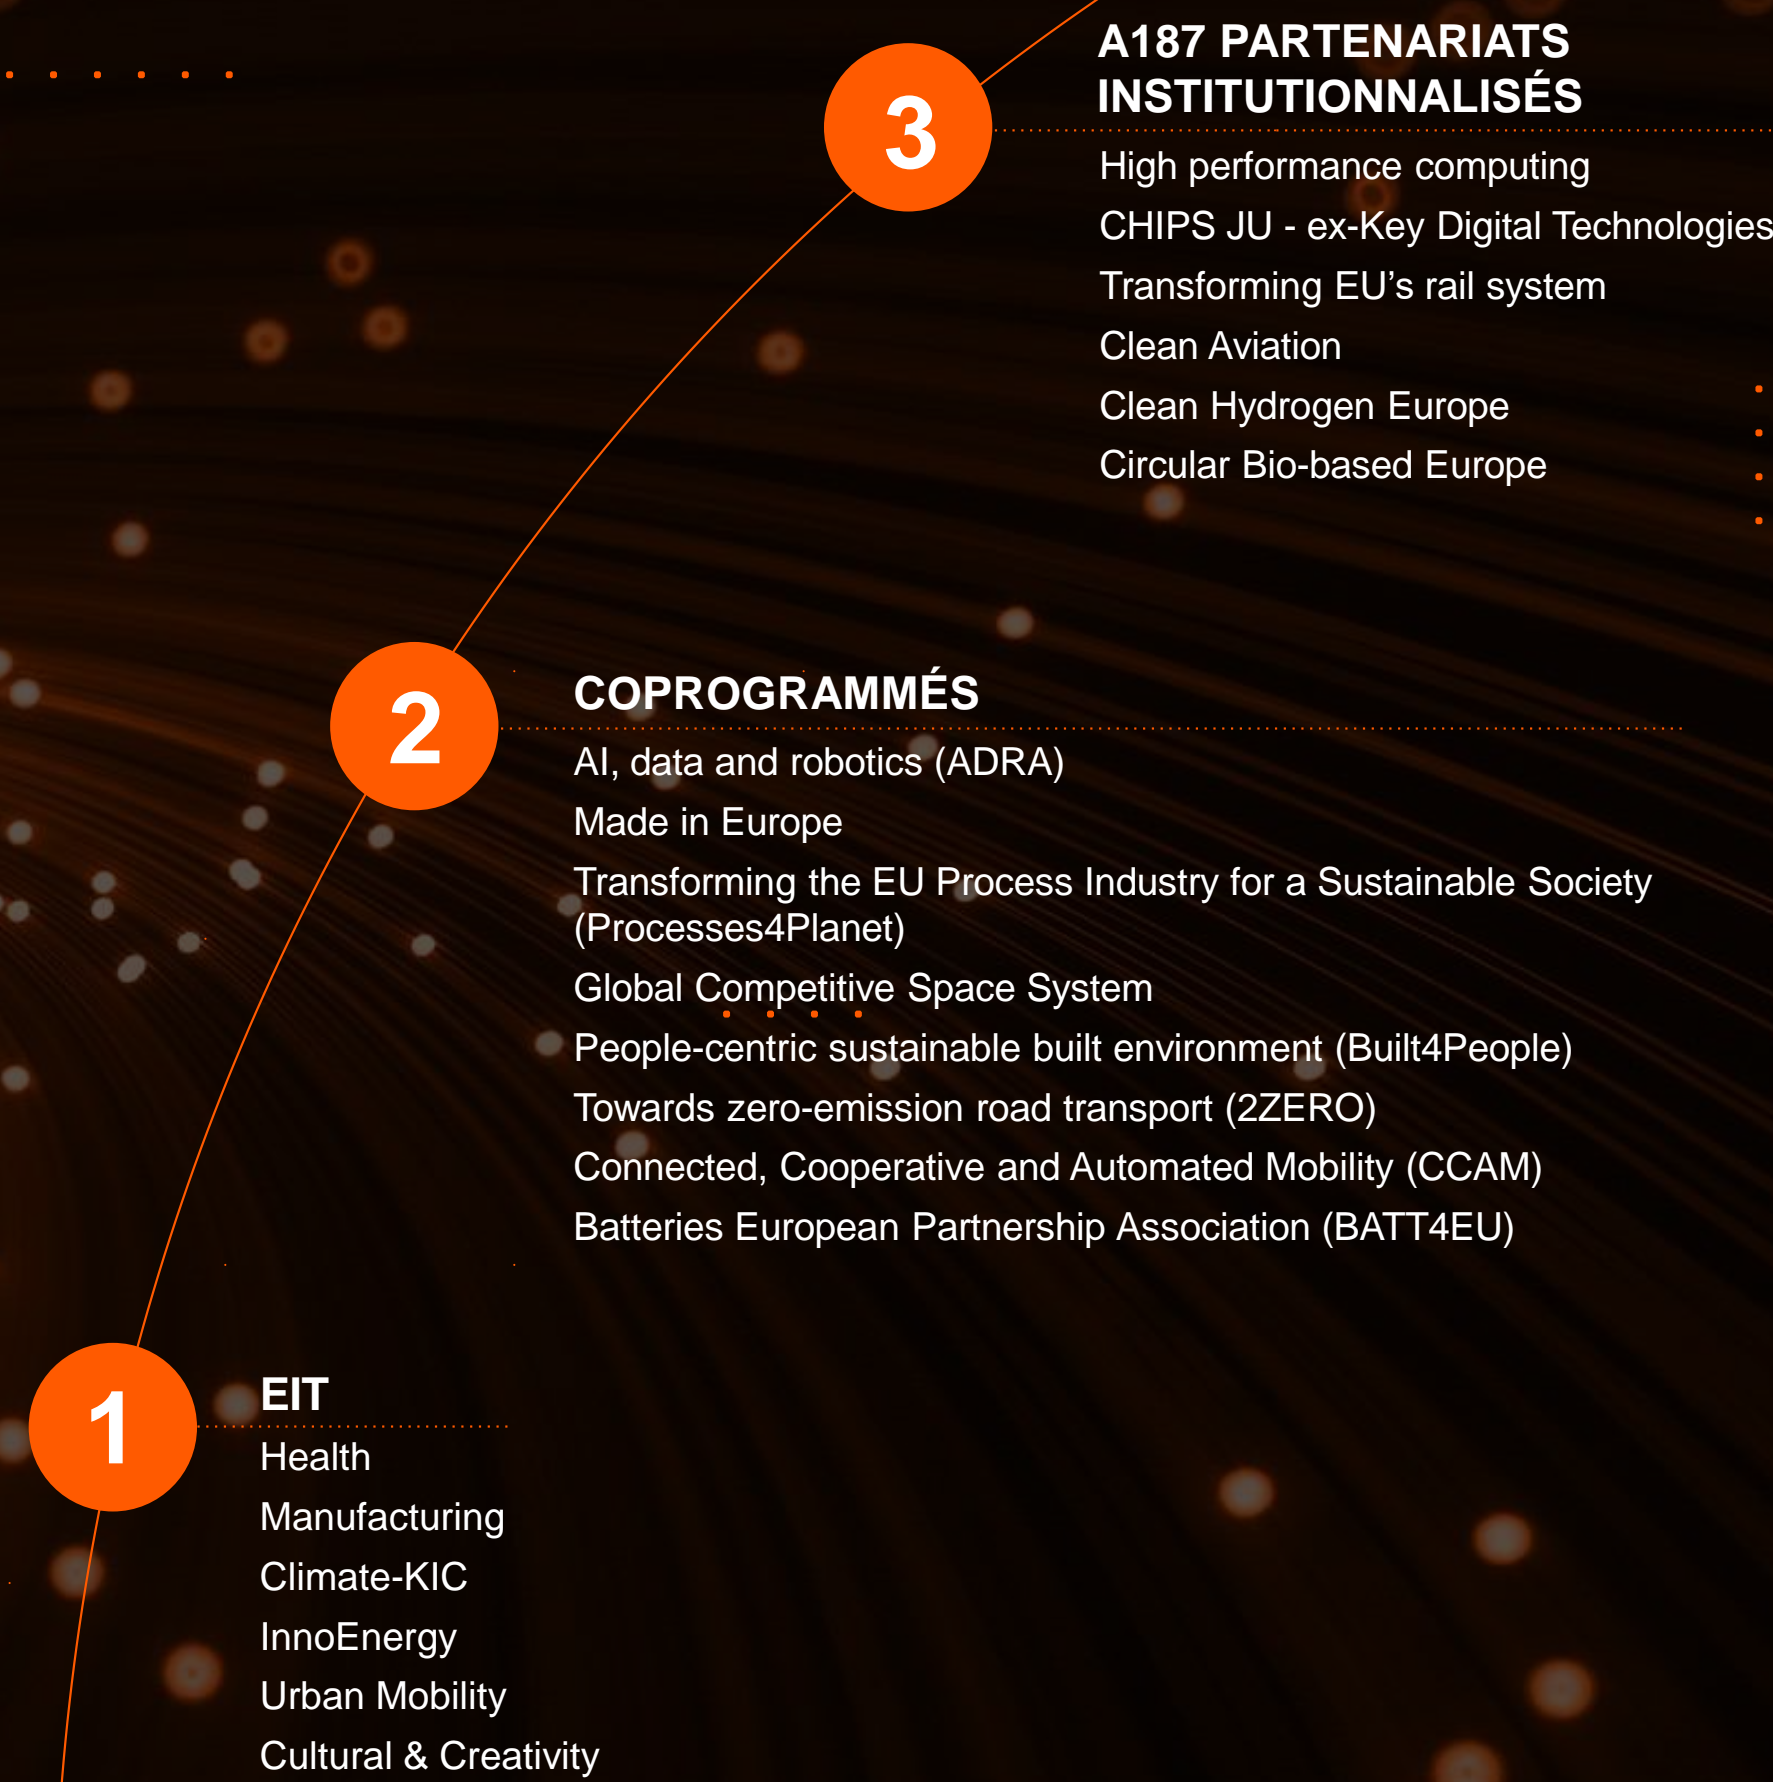 3
A187 PARTENARIATS
INSTITUTIONNALISÉS
High performance computing
CHIPS JU - ex-Key Digital Technologies
Transforming EU’s rail system
Clean Aviation
Clean Hydrogen Europe
Circular Bio-based Europe
2
COPROGRAMMÉS
AI, data and robotics (ADRA)
Made in Europe
Transforming the EU Process Industry for a Sustainable Society
(Processes4Planet)
Global Competitive Space System
People-centric sustainable built environment (Built4People)
Towards zero-emission road transport (2ZERO)
Connected, Cooperative and Automated Mobility (CCAM)
Batteries European Partnership Association (BATT4EU)
1
EIT
Health
Manufacturing
Climate-KIC
InnoEnergy
Urban Mobility
Cultural & Creativity